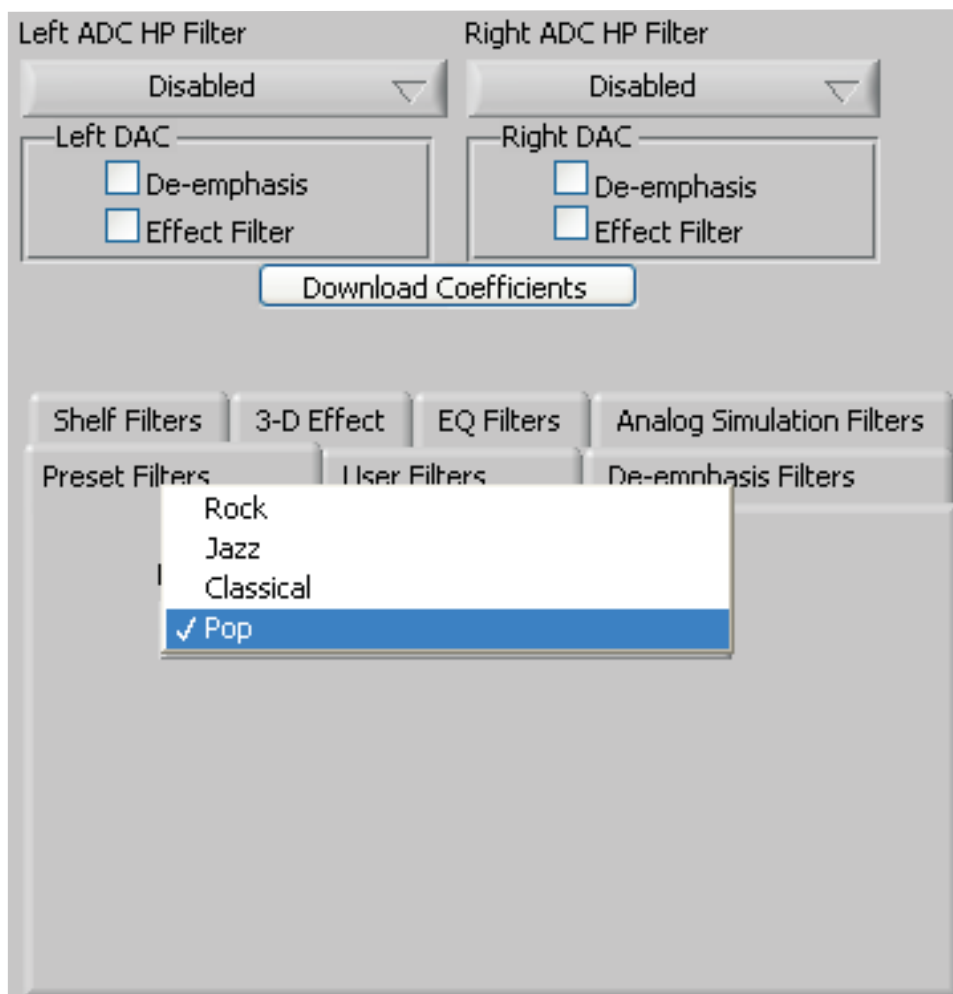 Left ADC HP Filter Right ADC HP Filter
Disabled Disabled
Left DAC Right DAC
De-emphasis De-emphasis
Effect Filter Effect Filter
Download Coefficients
Shelf Filters 3-D Effect EQ Filters Analog Simulation Filters
Preset Filters User Filters De-emphasis Filters
Rock
Jazz
Classical
✓ Pop